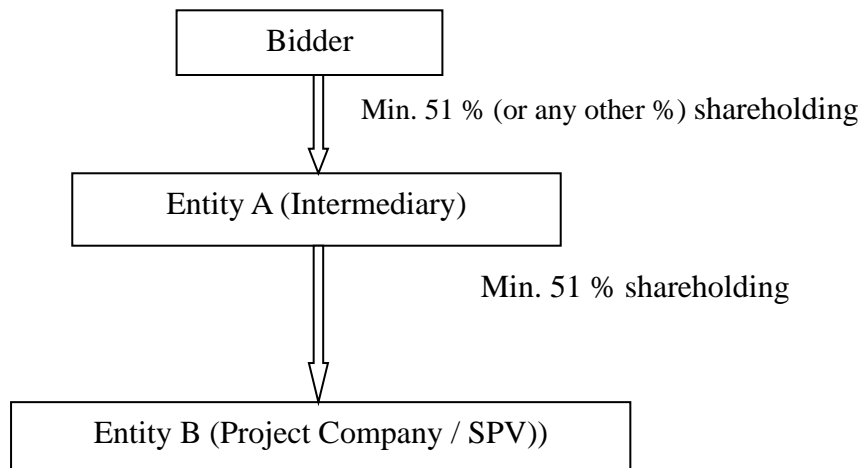 Bidder
Min. 51 % (or any other %) shareholding
Entity A (Intermediary)
Min. 51 % shareholding
Entity B (Project Company / SPV))